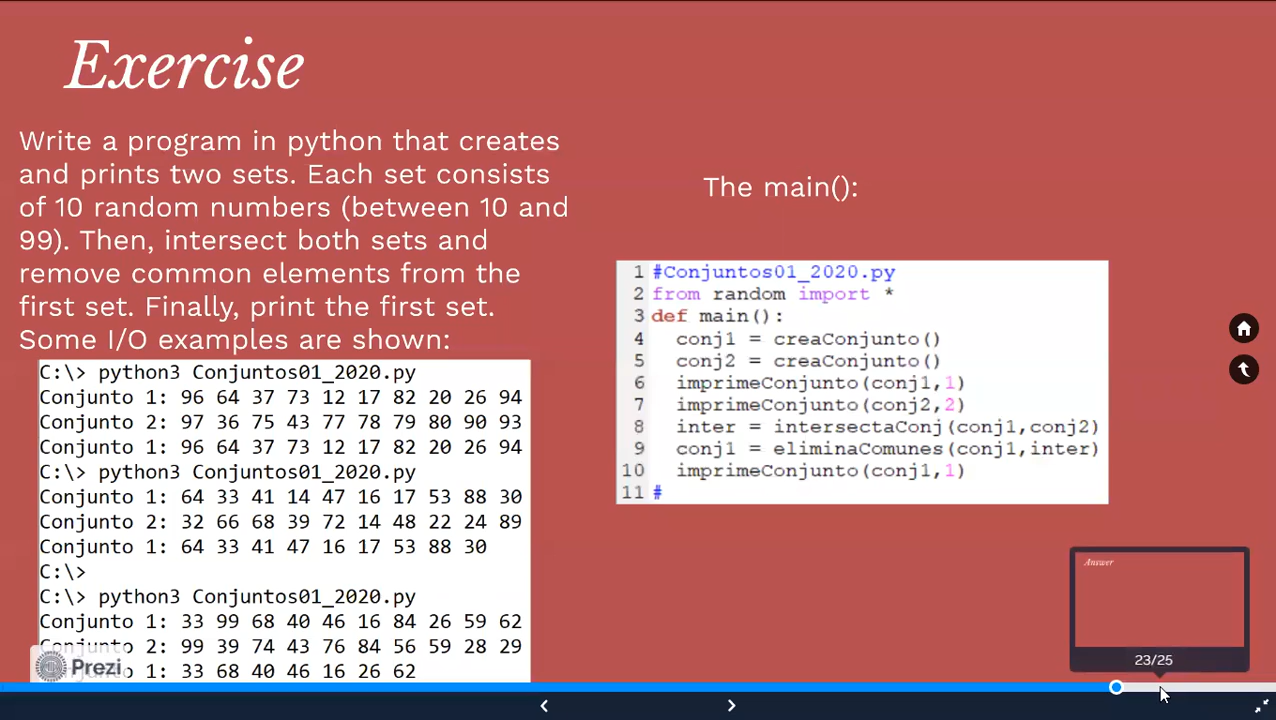 Exercise
Write a program in python that creates
and prints two sets. Each set consists
of 10 random numbers (between 10 and
99). Then, intersect both sets and
remove common elements from the
first set. Finally, print the first set.
Some I/O examples are shown:
C:\> python3 Conjuntos01_2020.py
Conjunto 1: 96 64 37 73 12 17 82 20 26 94
Conjunto 2: 97 36 75 43 77 78 79 80 90 93
Conjunto 1: 96 64 37 73 12 17 82 20 26 94
C:\> python3 Conjuntos01_2020.py
Conjunto 1: 64 33 41 14 47 16 17 53 88 30
Conjunto 2: 32 66 68 39 72 14 48 22 24 89
Conjunto 1: 64 33 41 47 16 17 53 88 30
C:\>
C:\> python3 Conjuntos01_2020.py
Conjunto 1: 33 99 68 40 46 16 84 26 59 62
Conjunto 2: 99 39 74 43 76 84 56 59 28 29
1: 33 68 40 46 16 26 62
Prezi
The main():
1 #Conjuntos01_2020.py
2 from random import *
3 def main():
4 conj1 = creaConjunto()
5 conj2 = creaConjunto()
6 imprimeConjunto(conj1,1)
7 imprimeConjunto(conj2,2)
8 inter = intersectaConj(conj1,conj2)
9 conj1 = eliminaComunes(conj1,inter)
10 imprimeConjunto(conj1,1)
11 #
Answer
23/25